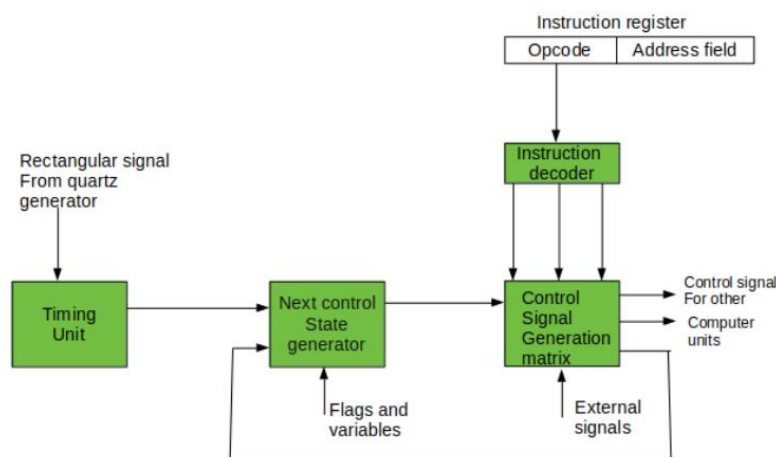 Instruction register
Opcode
Address field
Instruction
decoder
Rectangular signal
From quartz
generator
Timing
Unit
Next control
State
generator
Control
Signal
Generation
matrix
Control signal
For other
Computer
units
Flags and
variables
External
signals